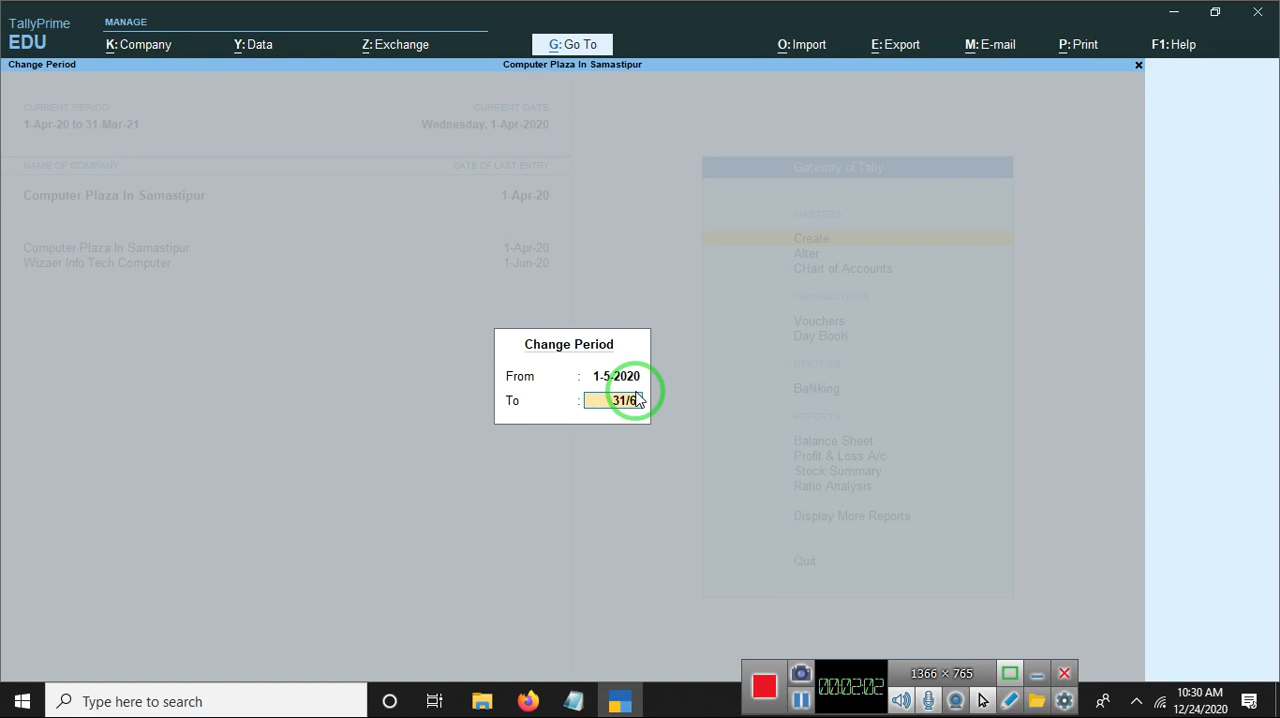 TallyPrime
EDU
MANAGE
K: Company
Y: Data
Z: Exchange
G: Go To
O: Import
E: Export
M: E-mail
P: Print
F1: Help
Change Period
Computer Plaza In Samastipur
CURRENT PERIOD
CURRENT DATE
1-Apr-20 to 31-Mar-21
Wednesday, 1-Apr-2020
NAME OF COMPANY
DATE OF LAST ENTRY
Computer Plaza In Samastipur
1-Apr-20
Computer Plaza In Samastipur
1-Apr-20
Wizaer Info Tech Computer
1-Jun-20
Gateway of Tally
MASTERS
Create
Alter
CHart of Accounts
TRANSACTIONS
Vouchers
Day BooK
UTILITIES
BaNking
REPORTS
Balance Sheet
Profit & Loss A/c
Stock Summary
Ratio Analysis
Display More Reports
Quit
Change Period
From : 1-5-2020
To : 31/6
00:02:02
1366 × 765
Type here to search
10:30 AM
12/24/2020